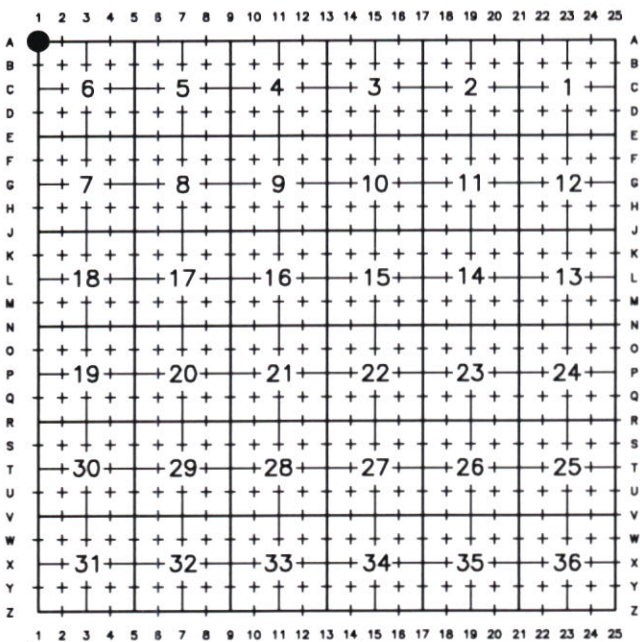 1 2 3 4 5 6 7 8 9 10 11 12 13 14 15 16 17 18 19 20 21 22 23 24 25
A A
B B
C 6 5 4 3 2 1 C
D D
E E
F F
G 7 8 9 10 11 12 G
H H
J J
K K
L 18 17 16 15 14 13 L
M M
N N
O O
P 19 20 21 22 23 24 P
Q Q
R R
S S
T 30 29 28 27 26 25 T
U U
V V
W W
X 31 32 33 34 35 36 X
Y Y
Z Z
1 2 3 4 5 6 7 8 9 10 11 12 13 14 15 16 17 18 19 20 21 22 23 24 25